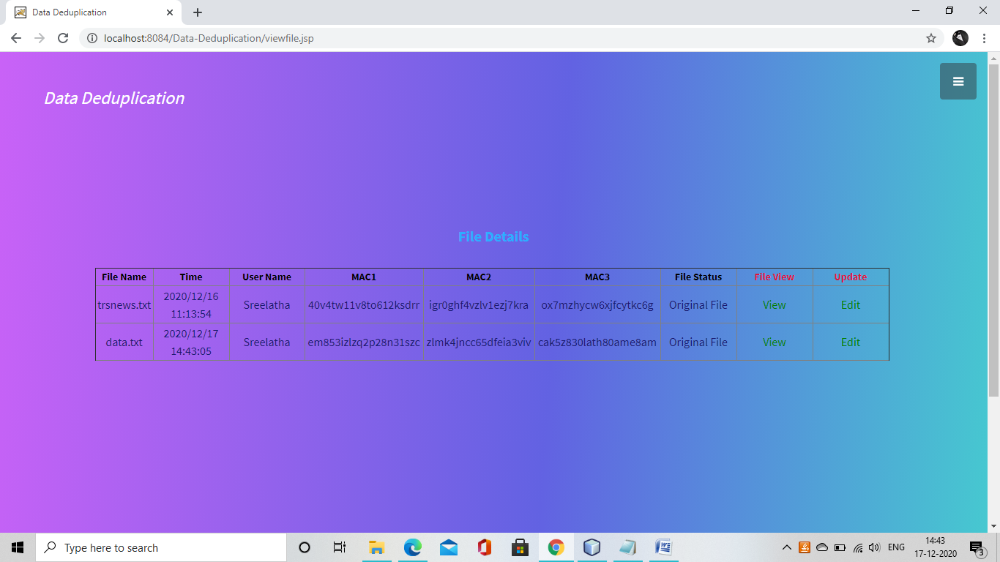 Data Deduplication
localhost:8084/Data-Deduplication/viewfile.jsp
Data Deduplication
File Details
File Name Time User Name MAC1 MAC2 MAC3 File Status File View Update
trsnews.txt 2020/12/16 11:13:54 Sreelatha 40v4tw11v8to612ksdrr igr0ghf4vzlv1ezj7kra ox7mzhycw6xjfcytkc6g Original File View Edit
data.txt 2020/12/17 14:43:05 Sreelatha em853izlzq2p28n31szc zlmk4jncc65dfeia3viv cak5z830lath80ame8am Original File View Edit
Type here to search
ENG
14:43
17-12-2020
3